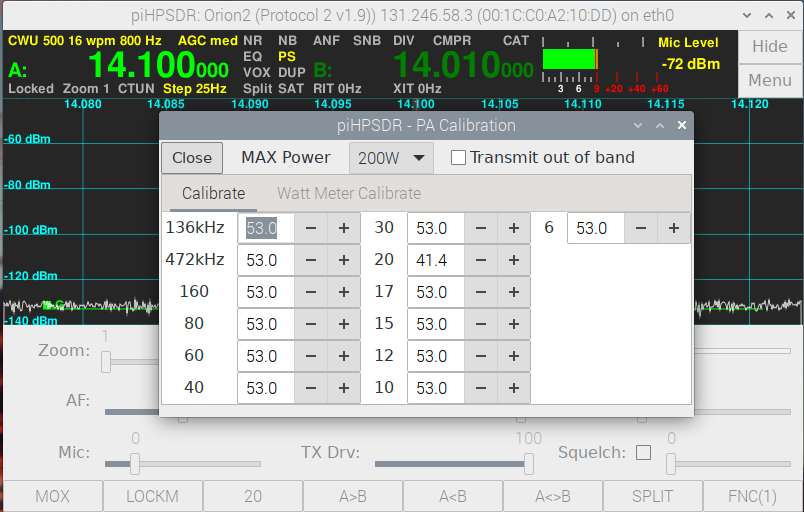 piHPSDR: Orion2 (Protocol 2 v1.9)) 131.246.58.3 (00:1C:C0:A2:10:DD) on eth0
CWU 500 16 wpm 800 Hz AGC med NR NB ANF SNB DIV CMPR CAT Mic Level Hide
EQ PS
A: 14.100000 VOX DUP B: 14.010000 -72 dBm
Locked Zoom 1 CTUN Step 25Hz Split SAT RIT 0Hz XIT 0Hz 3 6 9 +20 +40 +60 Menu
14.080 14.085 14.090 14.095 14.100 14.105 14.110 14.115 14.120
piHPSDR - PA Calibration
-60 dBm
Close MAX Power 200W Transmit out of band
-80 dBm
Calibrate Watt Meter Calibrate
136kHz 53.0 − + 30 53.0 − + 6 53.0 − +
-100 dBm
472kHz 53.0 − + 20 41.4 − +
-120 dBm
160 53.0 − + 17 53.0 − +
-140 dBm
80 53.0 − + 15 53.0 − +
1
Zoom:
60 53.0 − + 12 53.0 − +
40 53.0 − + 10 53.0 − +
AF:
0 100 0
Mic: TX Drv: Squelch:
MOX LOCKM 20 A>B A<B A<>B SPLIT FNC(1)